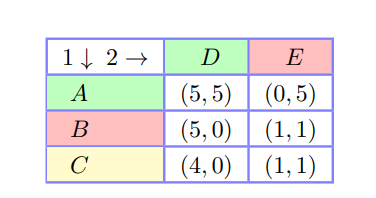 1↓ 2→ D E
A (5, 5) (0, 5)
B (5, 0) (1, 1)
C (4, 0) (1, 1)